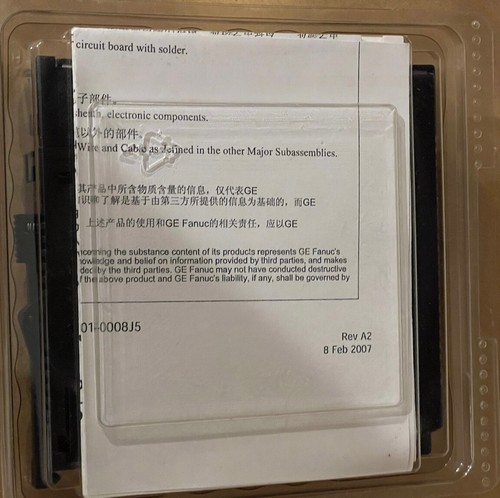 circuit board with solder.
子部件。
sheath, electronic components.
以外的部件。
Wire and Cable as defined in the other Major Subassemblies.
其产品中所含物质含量的信息，仅代表GE
识和了解是基于由第三方所提供的信息为基础的，而GE
上述产品的使用和GE Fanuc的相关责任，应以GE
ncerning the substance content of its products represents GE Fanuc's
nowledge and belief on information provided by third parties, and makes
ded by the third parties. GE Fanuc may not have conducted destructive
f the above product and GE Fanuc's liability, if any, shall be governed by
01-0008J5
Rev A2
8 Feb 2007